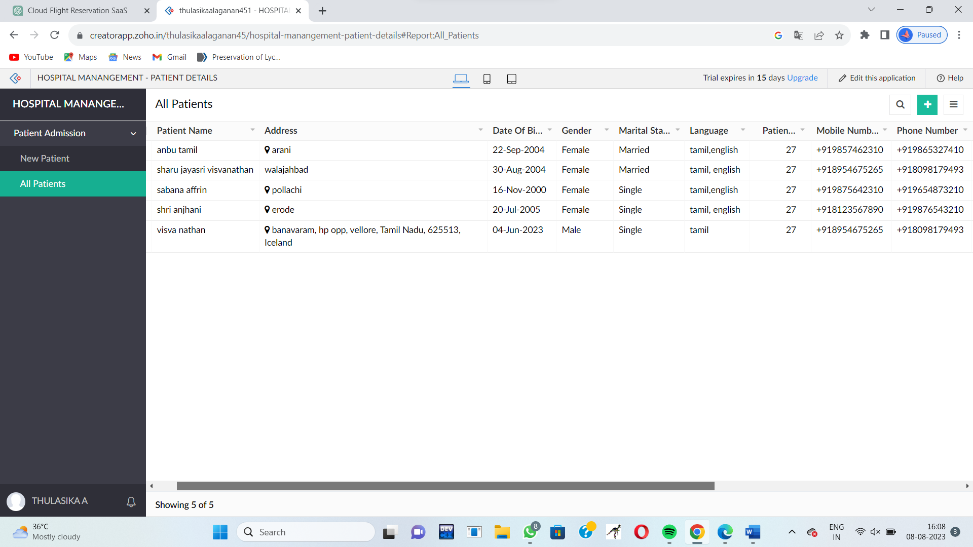 Cloud Flight Reservation SaaS
thulasikaalaganan451 - HOSPITAL
creatorapp.zoho.in/thulasikaalaganan45/hospital-manangement-patient-details#Report:All_Patients
Paused
YouTube Maps News Gmail Preservation of Lyc...
HOSPITAL MANANGEMENT - PATIENT DETAILS
Trial expires in 15 days Upgrade
Edit this application
Help
HOSPITAL MANANGE...
Patient Admission
New Patient
All Patients
All Patients
Patient Name Address Date Of Bi... Gender Marital Sta... Language Patien... Mobile Numb... Phone Number
anbu tamil arani 22-Sep-2004 Female Married tamil,english 27 +919857462310 +919865327410
sharu jayasri visvanathan walajahbad 30-Aug-2004 Female Married tamil, english 27 +918954675265 +918098179493
sabana affrin pollachi 16-Nov-2000 Female Single tamil,english 27 +919875642310 +919654873210
shri anjhani erode 20-Jul-2005 Female Single tamil, english 27 +918123567890 +919876543210
visva nathan banavaram, hp opp, vellore, Tamil Nadu, 625513, 04-Jun-2023 Male Single tamil 27 +918954675265 +918098179493
Iceland
THULASIKA A
Showing 5 of 5
36°C
Mostly cloudy
Search
8
ENG
IN
16:08
08-08-2023
3